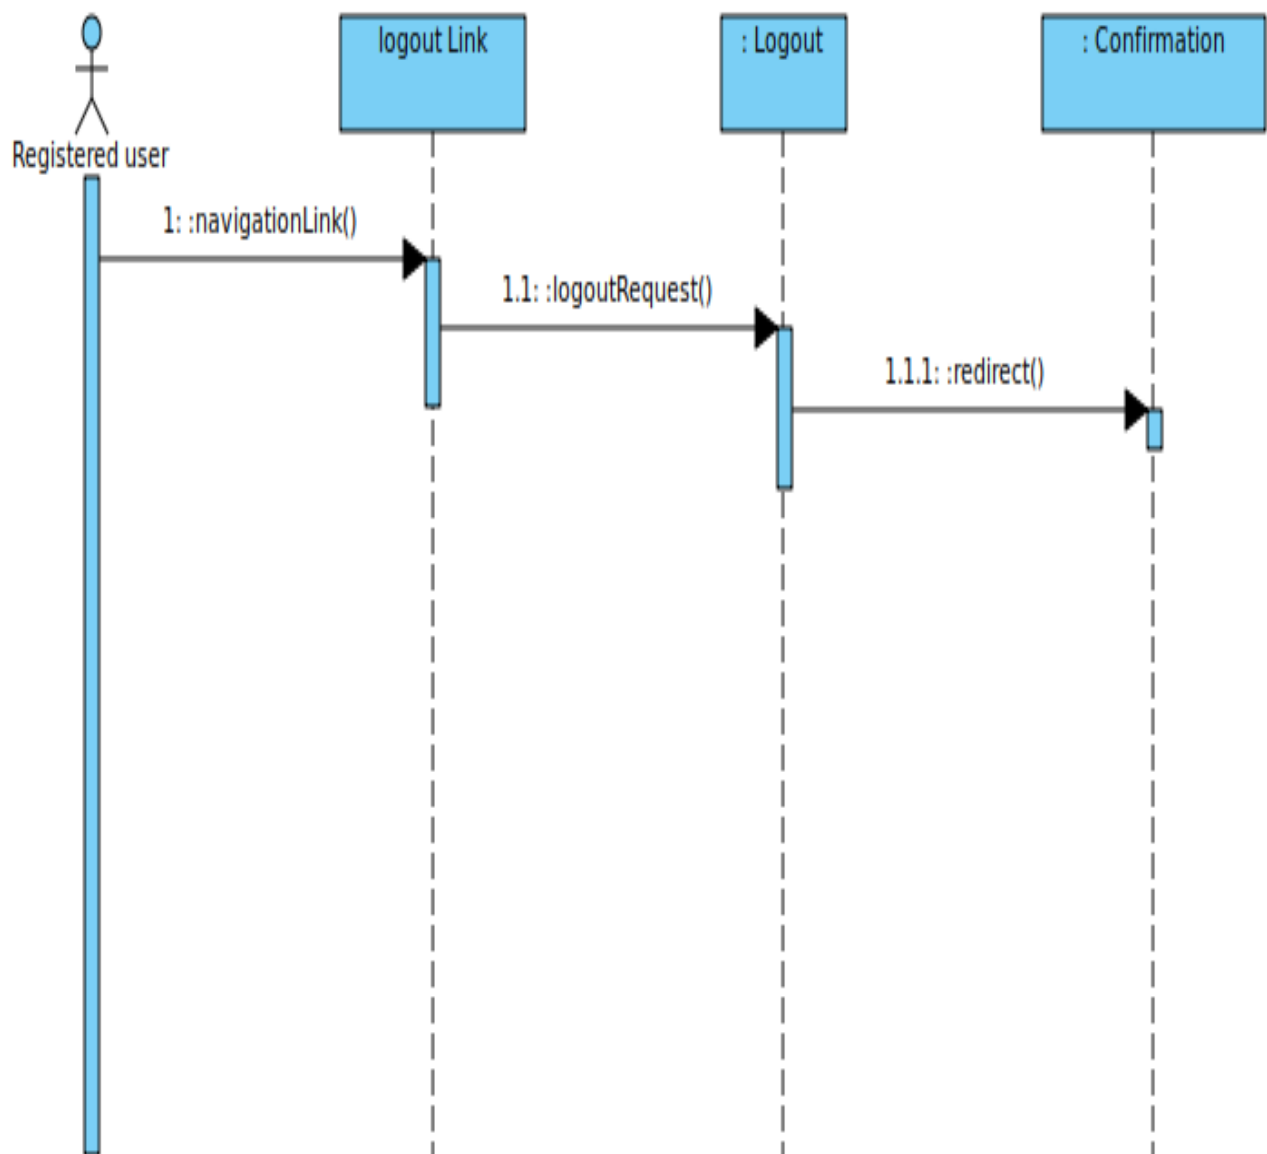 logout Link
: Logout
: Confirmation
Registered user
1: :navigationLink()
1.1: :logoutRequest()
1.1.1: :redirect()